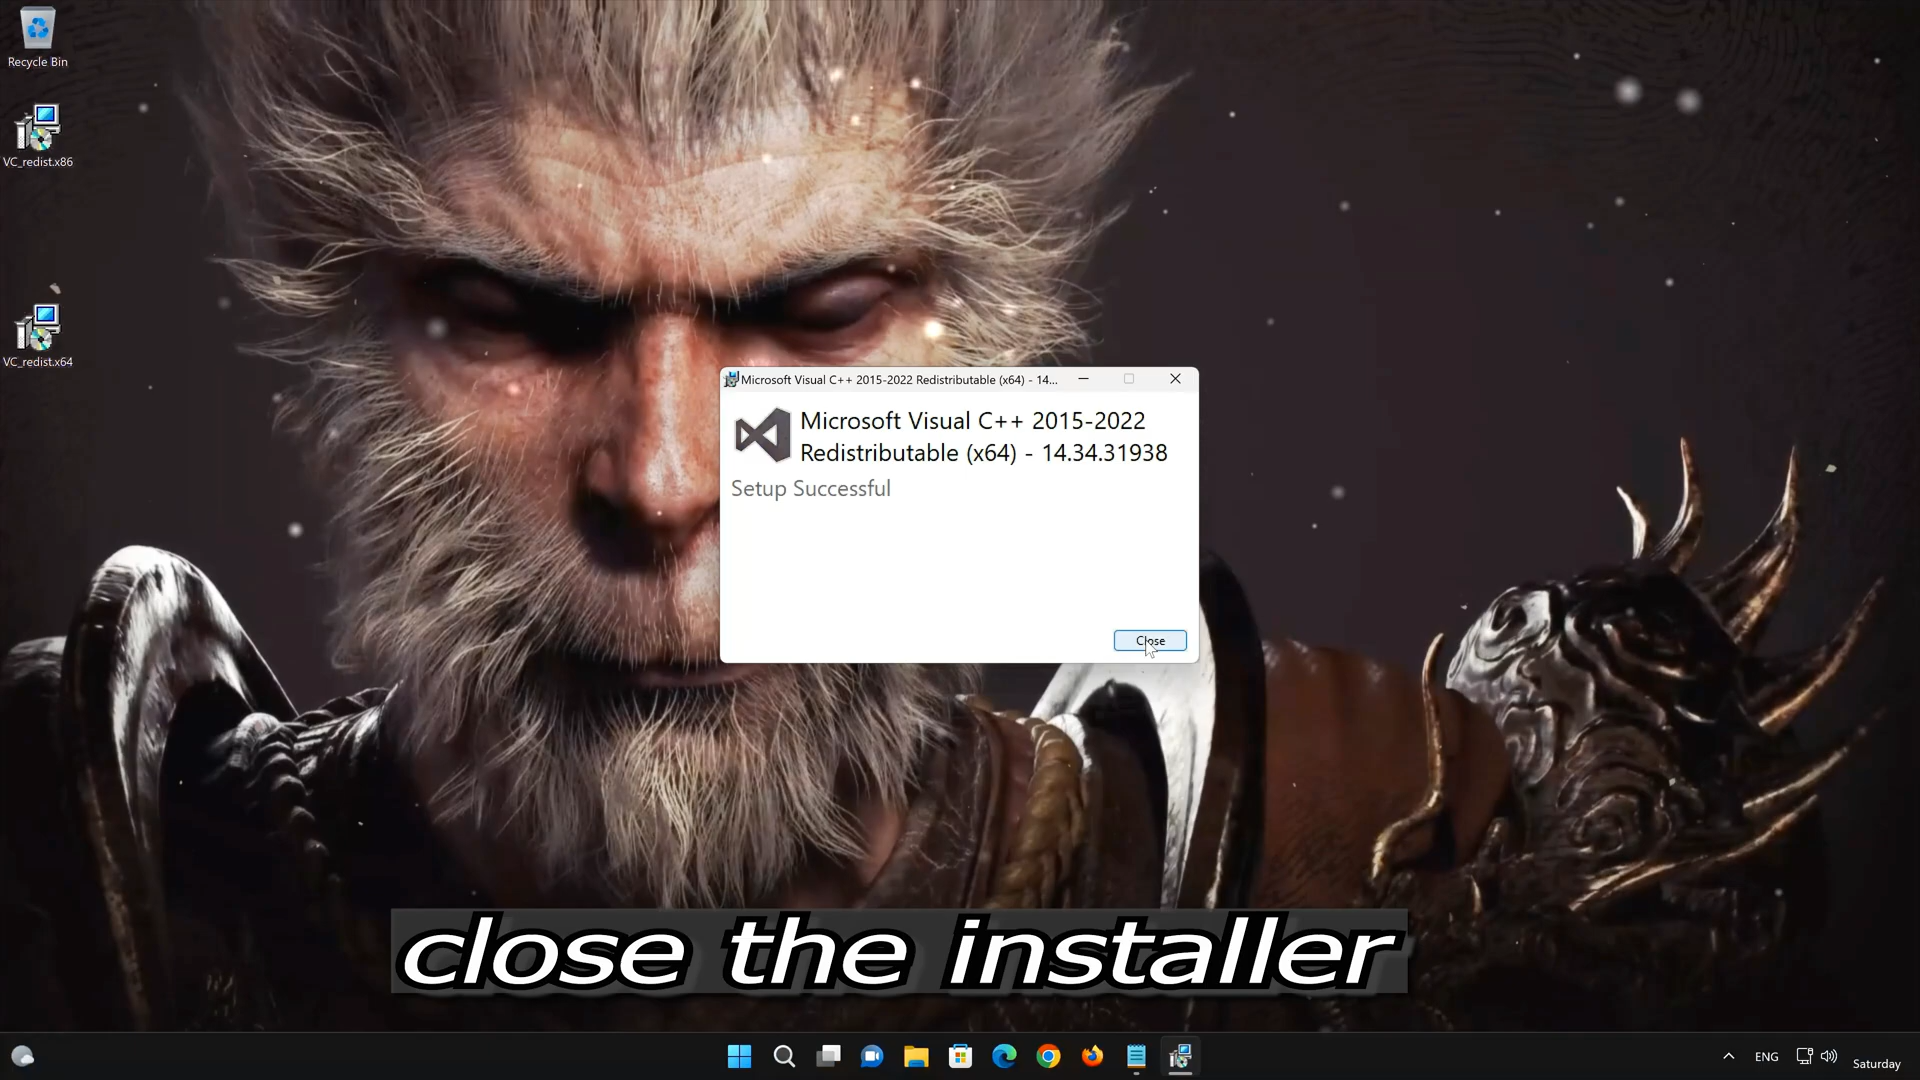 Recycle Bin
VC_redist.x86
VC_redist.x64
Microsoft Visual C++ 2015-2022 Redistributable (x64) - 14...
Microsoft Visual C++ 2015-2022
Redistributable (x64) - 14.34.31938
Setup Successful
Close
close the installer
ENG
Saturday